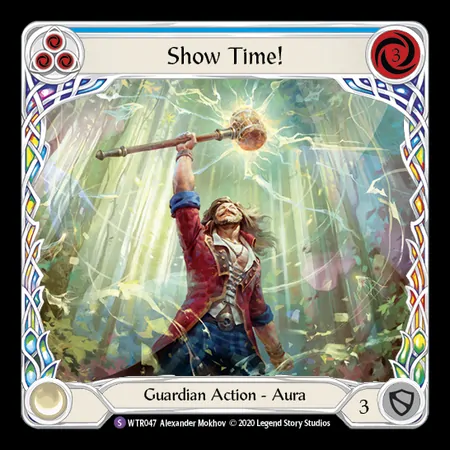 Show Time!
3
Guardian Action - Aura
3
S WTR047 Alexander Mokhov © 2020 Legend Story Studios